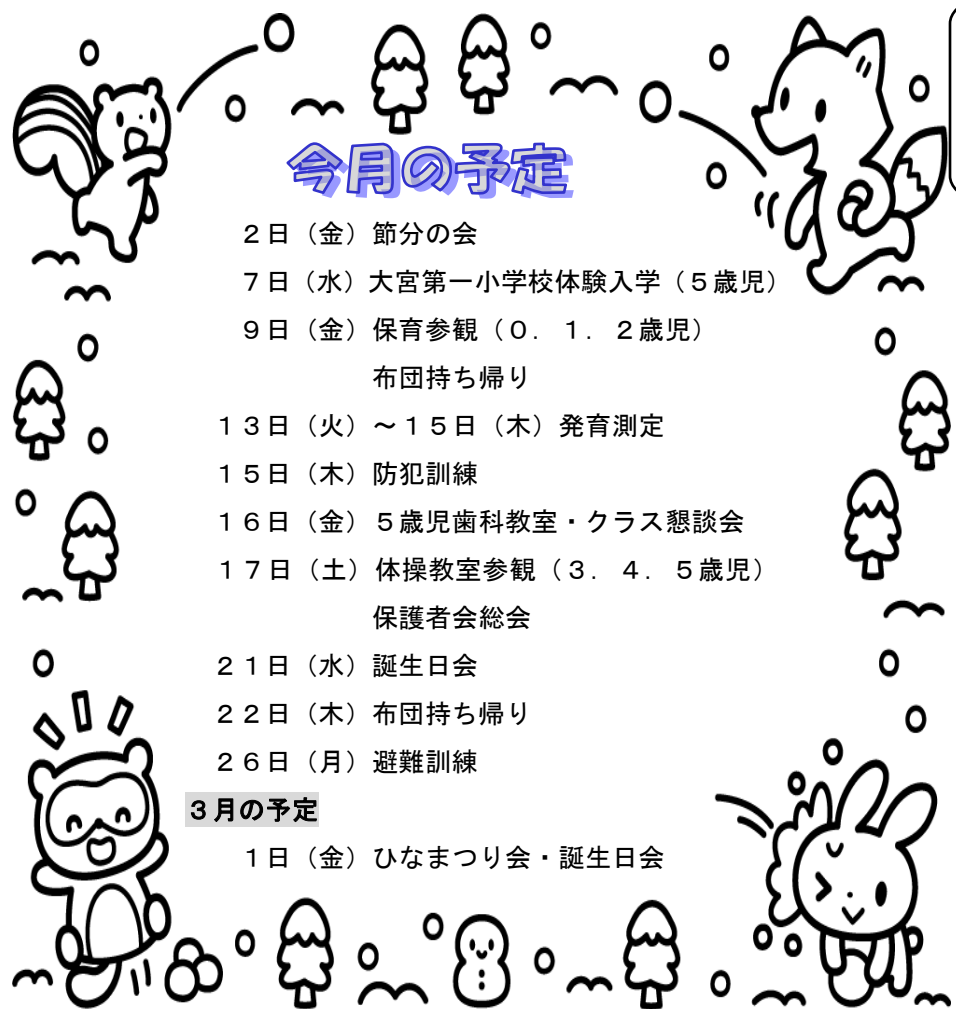 今月の予定
２日（金）節分の会
７日（水）大宮第一小学校体験入学（５歳児）
９日（金）保育参観（０．１．２歳児）
布団持ち帰り
１３日（火）～１５日（木）発育測定
１５日（木）防犯訓練
１６日（金）５歳児歯科教室・クラス懇談会
１７日（土）体操教室参観（３．４．５歳児）
保護者会総会
２１日（水）誕生日会
２２日（木）布団持ち帰り
２６日（月）避難訓練
３月の予定
１日（金）ひなまつり会・誕生日会